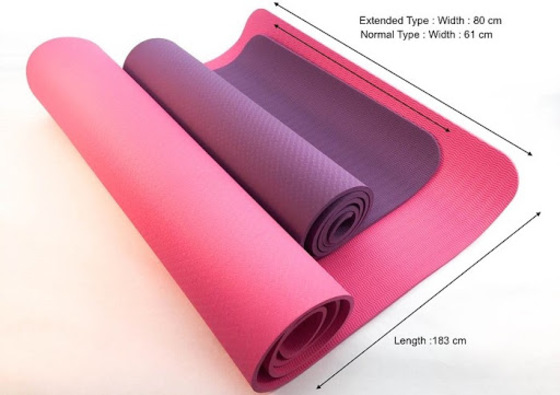 Extended Type : Width : 80 cm
Normal Type : Width : 61 cm
Length :183 cm